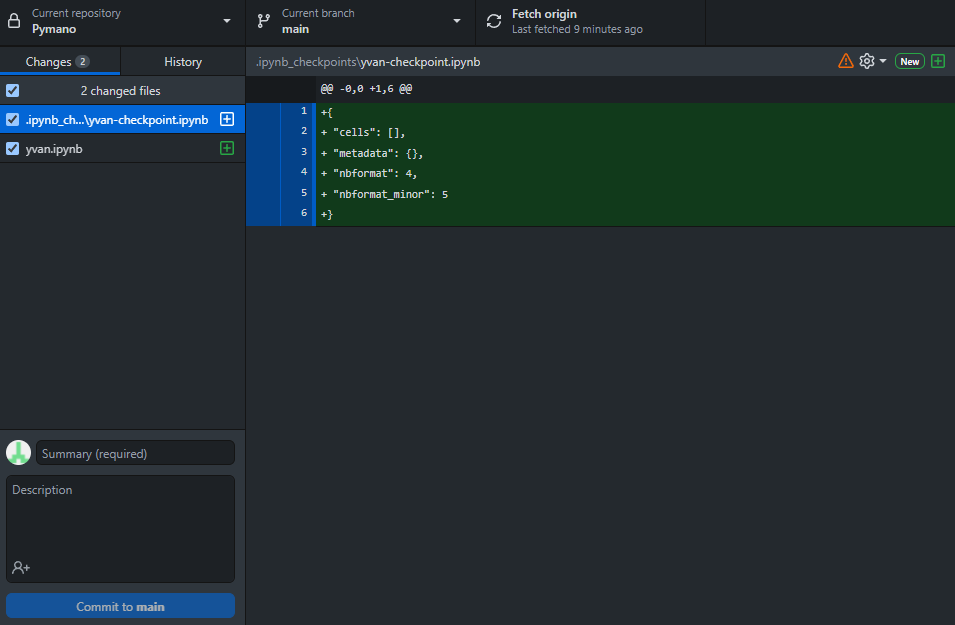 Current repository
Pymano
Current branch
main
Fetch origin
Last fetched 9 minutes ago
Changes 2
History
.ipynb_checkpoints\yvan-checkpoint.ipynb
New
2 changed files
@@ -0,0 +1,6 @@
.ipynb_ch...\yvan-checkpoint.ipynb
yvan.ipynb
1 +{
2 + "cells": [],
3 + "metadata": {},
4 + "nbformat": 4,
5 + "nbformat_minor": 5
6 +}
Summary (required)
Description
Commit to main